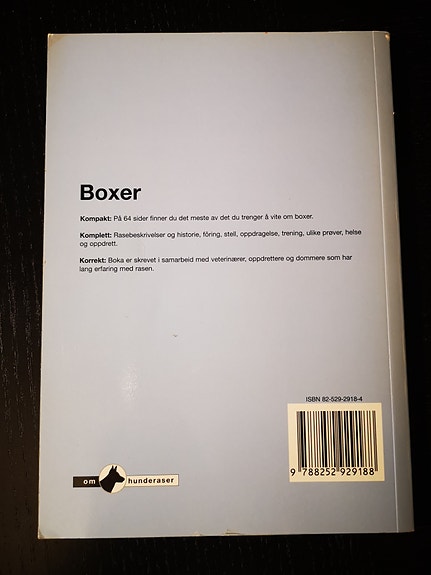 Boxer
Kompakt: På 64 sider finner du det meste av det du trenger å vite om boxer.
Komplett: Rasebeskrivelser og historie, fôring, stell, oppdragelse, trening, ulike prøver, helse
og oppdrett.
Korrekt: Boka er skrevet i samarbeid med veterinærer, oppdrettere og dommere som har
lang erfaring med rasen.
ISBN 82-529-2918-4
9 788252 929188
om hunderaser